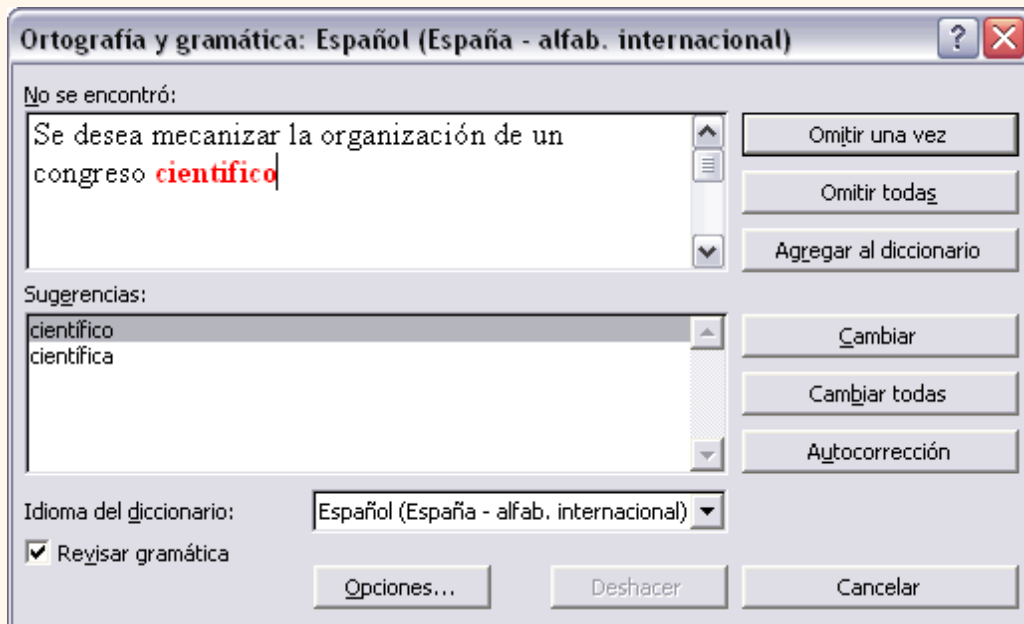 Ortografía y gramática: Español (España - alfab. internacional)
No se encontró:
Se desea mecanizar la organización de un
congreso cientifico
Omitir una vez
Omitir todas
Agregar al diccionario
Sugerencias:
científico
científica
Cambiar
Cambiar todas
Autocorrección
Idioma del diccionario:
Español (España - alfab. internacional)
Revisar gramática
Opciones...
Deshacer
Cancelar